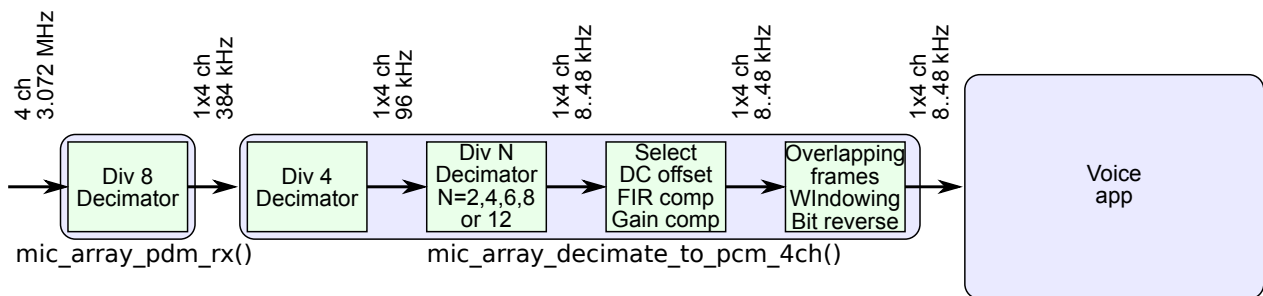 4 ch
3.072 MHz
1x4 ch
384 kHz
1x4 ch
96 kHz
1x4 ch
8..48 kHz
1x4 ch
8..48 kHz
1x4 ch
8..48 kHz
Div 8
Decimator
Div 4
Decimator
Div N
Decimator
N=2,4,6,8
or 12
Select
DC offset
FIR comp
Gain comp
Overlapping
frames
WIndowing
Bit reverse
Voice
app
mic_array_pdm_rx()
mic_array_decimate_to_pcm_4ch()